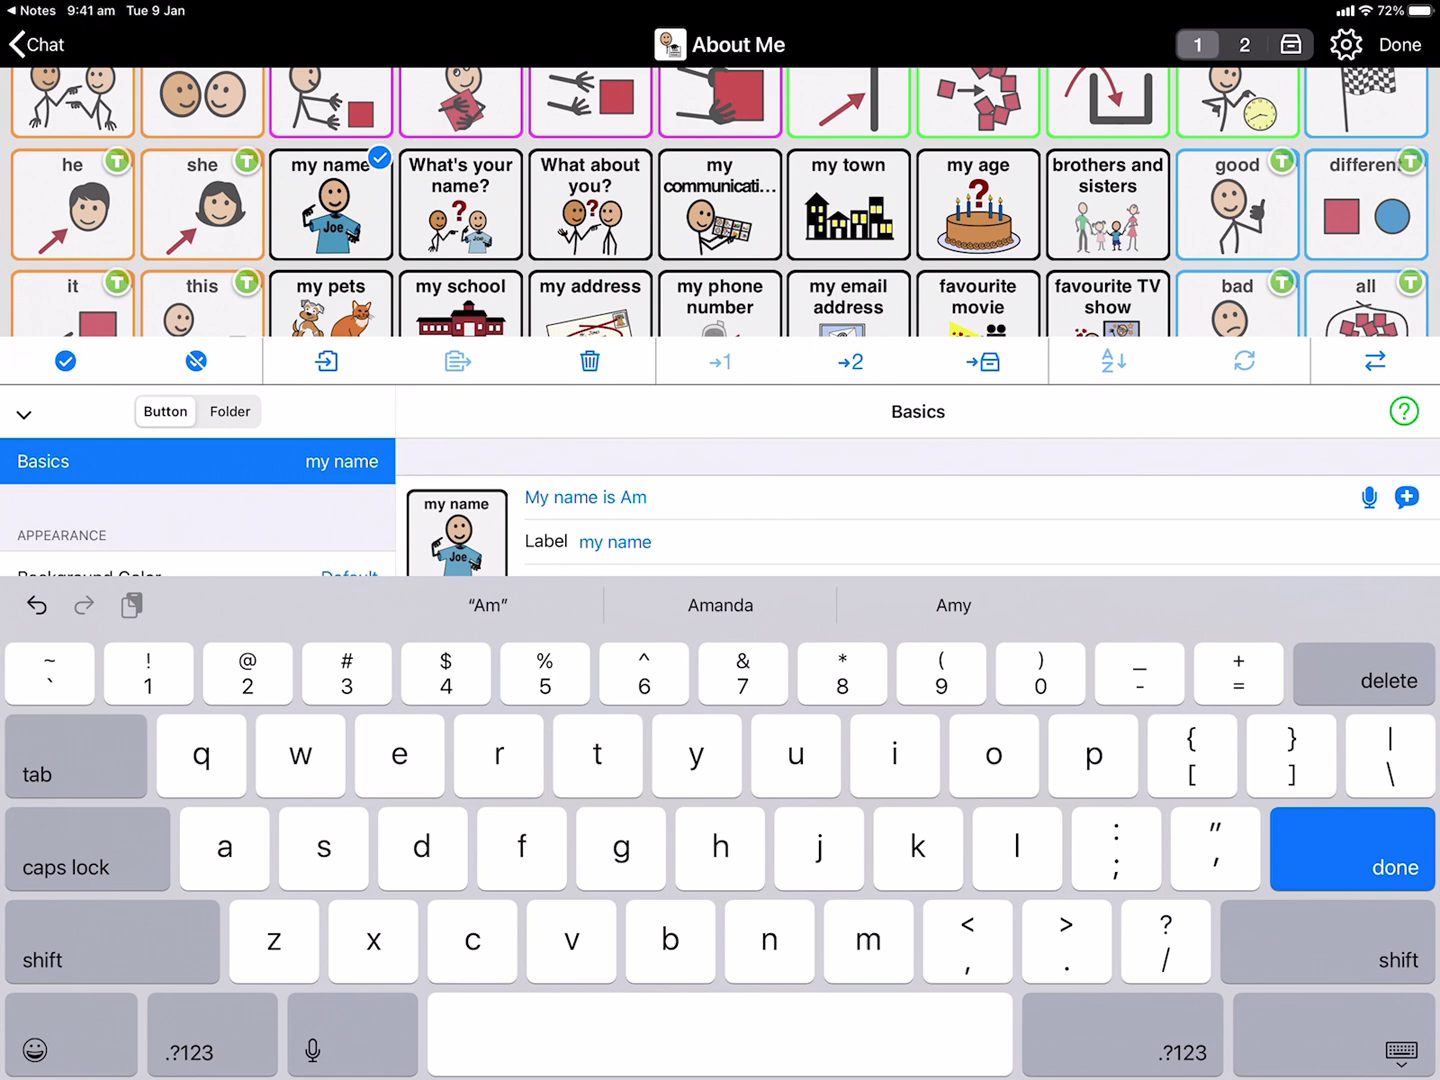 Notes 9:41 am Tue 9 Jan 72%
Chat About Me 1 2 Done
he T she T my name What's your name? What about you? my communicati... my town my age brothers and sisters good T different T
Joe
it T this T my pets my school my address my phone number my email address favourite movie favourite TV show bad T all T
→1 →2 A Z
Button Folder Basics ?
Basics my name
my name My name is Am
Joe
APPEARANCE Label my name
Background Color Default
“Am” Amanda Amy
~ ` ! 1 @ 2 # 3 $ 4 % 5 ^ 6 & 7 * 8 ( 9 ) 0 _ - + = delete
tab q w e r t y u i o p { [ } ] | \
caps lock a s d f g h j k l : ; " ' done
shift z x c v b n m < , > . ? / shift
.?123 .?123